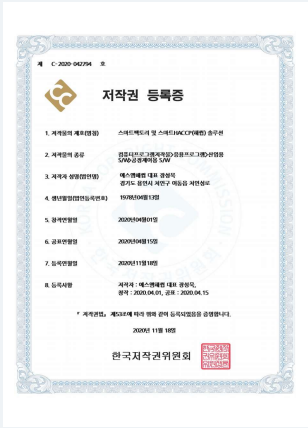 제 C-2020-042794 호
저작권 등록증
1. 저작물의 제호(명칭) 스마트팩토리 및 스마트HACCP(해썹) 솔루션
2. 저작물의 종류 컴퓨터프로그램저작물>응용프로그램>산업용
S/W>공정제어용 S/W
3. 저작자 성명(법인명) 에스엠해썹 대표 장성욱
경기도 용인시 처인구 이동읍 처인성로
4. 생년월일(법인등록번호) 1978년04월13일
5. 창작연월일 2020년04월01일
6. 공표연월일 2020년04월15일
7. 등록연월일 2020년11월18일
8. 등록사항 저작자 : 에스엠해썹 대표 장성욱,
창작 : 2020.04.01, 공표 : 2020.04.15
『 저작권법』 제53조에 따라 위와 같이 등록되었음을 증명합니다.
2020년 11월 18일
한국저작권위원회